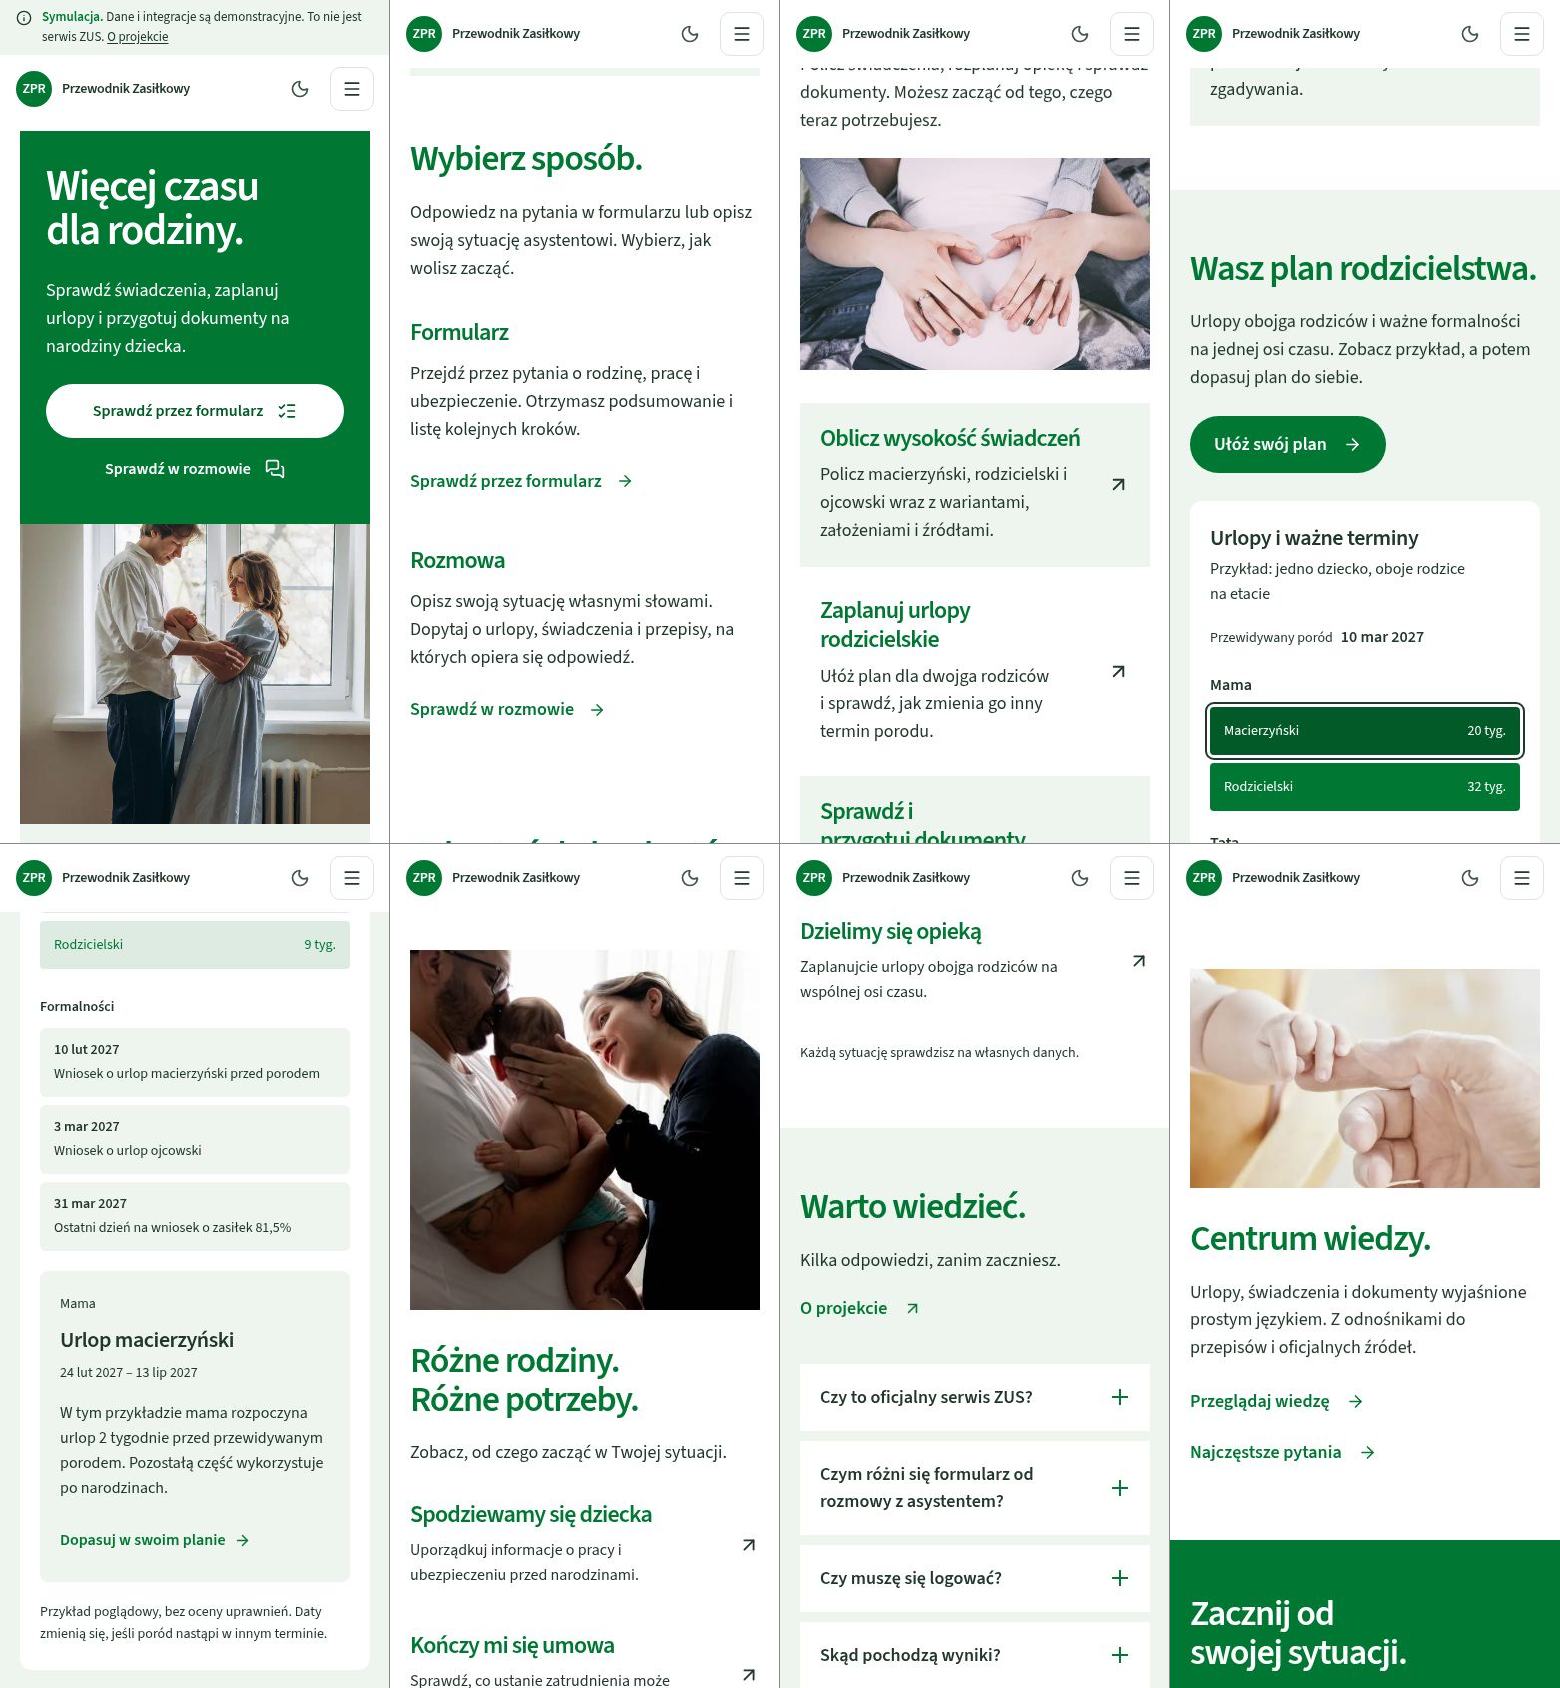 Symulacja. Dane i integracje są demonstracyjne. To nie jest
serwis ZUS. O projekcie
ZPR Przewodnik Zasiłkowy
Więcej czasu
dla rodziny.
Sprawdź świadczenia, zaplanuj
urlopy i przygotuj dokumenty na
narodziny dziecka.
Sprawdź przez formularz
Sprawdź w rozmowie
ZPR Przewodnik Zasiłkowy
Wybierz sposób.
Odpowiedz na pytania w formularzu lub opisz
swoją sytuację asystentowi. Wybierz, jak
wolisz zacząć.
Formularz
Przejdź przez pytania o rodzinę, pracę i
ubezpieczenie. Otrzymasz podsumowanie i
listę kolejnych kroków.
Sprawdź przez formularz
Rozmowa
Opisz swoją sytuację własnymi słowami.
Dopytaj o urlopy, świadczenia i przepisy, na
których opiera się odpowiedź.
Sprawdź w rozmowie
ZPR Przewodnik Zasiłkowy
dokumenty. Możesz zacząć od tego, czego
teraz potrzebujesz.
Oblicz wysokość świadczeń
Policz macierzyński, rodzicielski i
ojcowski wraz z wariantami,
założeniami i źródłami.
Zaplanuj urlopy
rodzicielskie
Ułóż plan dla dwojga rodziców
i sprawdź, jak zmienia go inny
termin porodu.
Sprawdź i
przygotuj dokumenty
ZPR Przewodnik Zasiłkowy
zgadywania.
Wasz plan rodzicielstwa.
Urlopy obojga rodziców i ważne formalności
na jednej osi czasu. Zobacz przykład, a potem
dopasuj plan do siebie.
Ułóż swój plan
Urlopy i ważne terminy
Przykład: jedno dziecko, oboje rodzice
na etacie
Przewidywany poród 10 mar 2027
Mama
Macierzyński 20 tyg.
Rodzicielski 32 tyg.
Tata
ZPR Przewodnik Zasiłkowy
Rodzicielski 9 tyg.
Formalności
10 lut 2027
Wniosek o urlop macierzyński przed porodem
3 mar 2027
Wniosek o urlop ojcowski
31 mar 2027
Ostatni dzień na wniosek o zasiłek 81,5%
Mama
Urlop macierzyński
24 lut 2027 – 13 lip 2027
W tym przykładzie mama rozpoczyna
urlop 2 tygodnie przed przewidywanym
porodem. Pozostałą część wykorzystuje
po narodzinach.
Dopasuj w swoim planie
Przykład poglądowy, bez oceny uprawnień. Daty
zmienią się, jeśli poród nastąpi w innym terminie.
ZPR Przewodnik Zasiłkowy
Różne rodziny.
Różne potrzeby.
Zobacz, od czego zacząć w Twojej sytuacji.
Spodziewamy się dziecka
Uporządkuj informacje o pracy i
ubezpieczeniu przed narodzinami.
Kończy mi się umowa
Sprawdź, co ustanie zatrudnienia może
ZPR Przewodnik Zasiłkowy
Dzielimy się opieką
Zaplanujcie urlopy obojga rodziców na
wspólnej osi czasu.
Każdą sytuację sprawdzisz na własnych danych.
Warto wiedzieć.
Kilka odpowiedzi, zanim zaczniesz.
O projekcie
Czy to oficjalny serwis ZUS?
Czym różni się formularz od
rozmowy z asystentem?
Czy muszę się logować?
Skąd pochodzą wyniki?
ZPR Przewodnik Zasiłkowy
Centrum wiedzy.
Urlopy, świadczenia i dokumenty wyjaśnione
prostym językiem. Z odnośnikami do
przepisów i oficjalnych źródeł.
Przeglądaj wiedzę
Najczęstsze pytania
Zacznij od
swojej sytuacji.